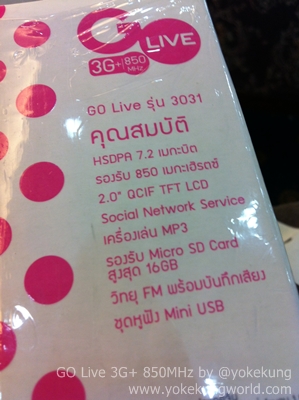 GO LIVE
3G+ 850 MHz
GO Live รุ่น 3031
คุณสมบัติ
HSDPA 7.2 เมกะบิต
รองรับ 850 เมกะเฮิรตซ์
2.0" QCIF TFT LCD
Social Network Service
เครื่องเล่น MP3
รองรับ Micro SD Card
สูงสุด 16GB
วิทยุ FM พร้อมบันทึกเสียง
ชุดหูฟัง Mini USB
GO Live 3G+ 850MHz by @yokekung
www.yokekungworld.com